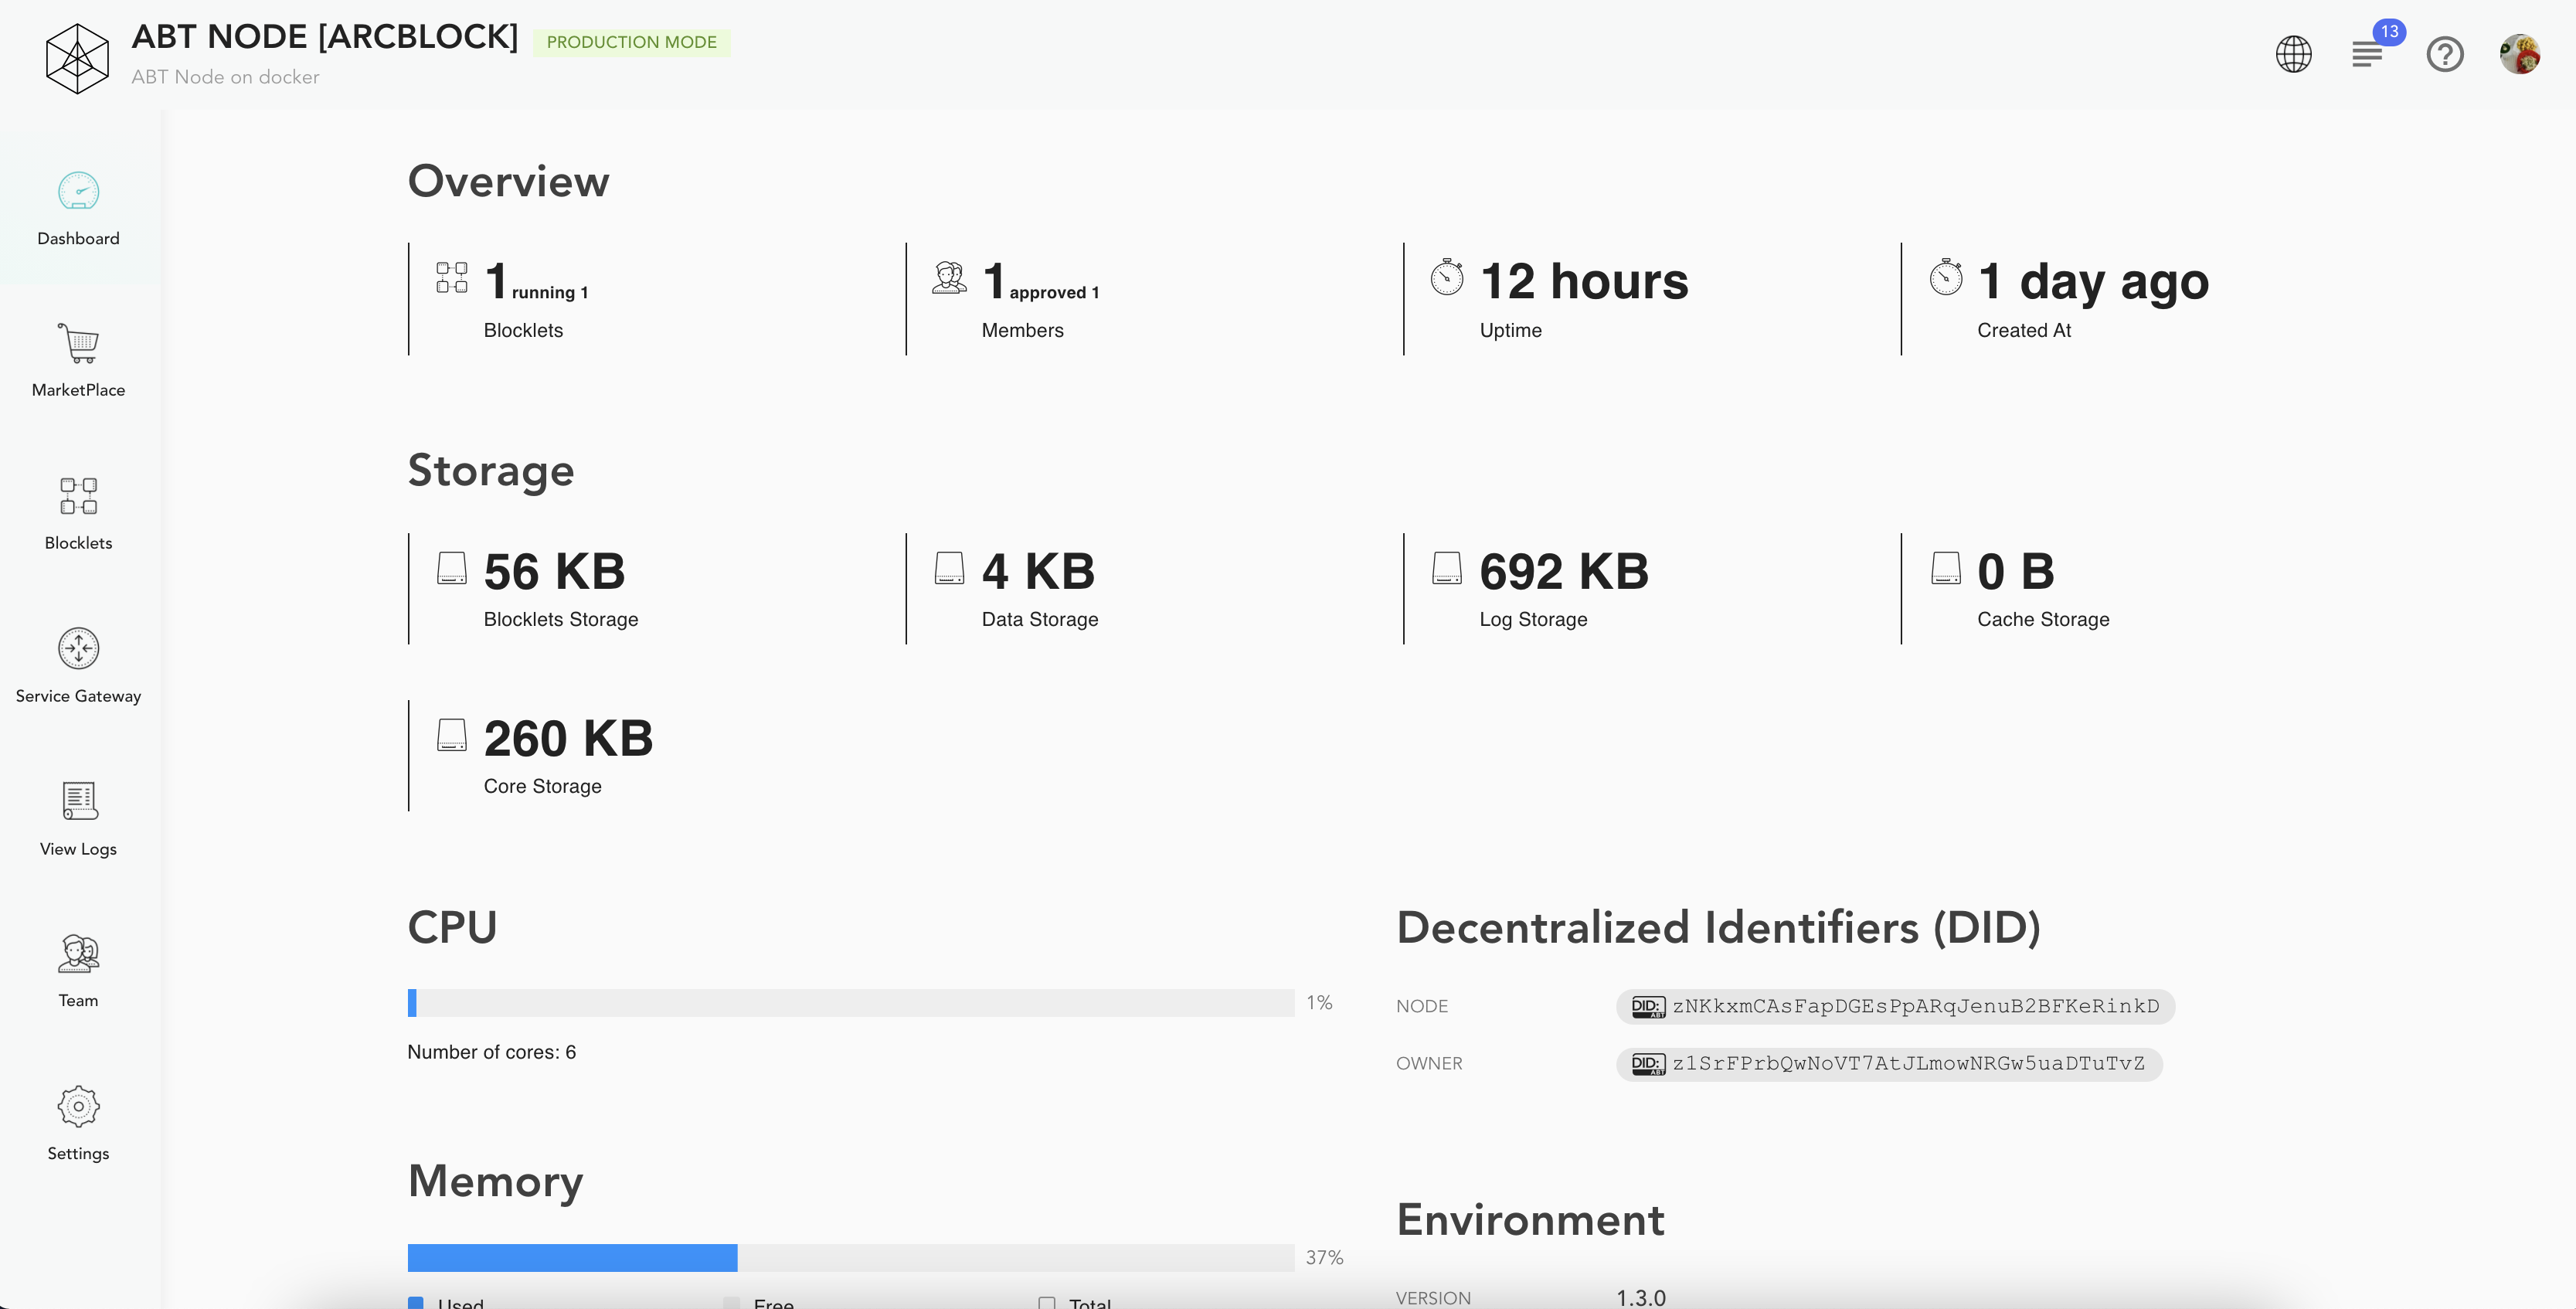 ABT NODE [ARCBLOCK]
PRODUCTION MODE
ABT Node on docker
13
Dashboard
MarketPlace
Blocklets
Service Gateway
View Logs
Team
Settings
Overview
1 running 1
Blocklets
1 approved 1
Members
12 hours
Uptime
1 day ago
Created At
Storage
56 KB
Blocklets Storage
4 KB
Data Storage
692 KB
Log Storage
0 B
Cache Storage
260 KB
Core Storage
CPU
1%
Number of cores: 6
Memory
37%
Used
Free
Total
Decentralized Identifiers (DID)
NODE
DID: ABT zNKkxmCAsFapDGEsPpARqJenuB2BFKeRinkD
OWNER
DID: ABT z1SrFPrbQwNoVT7AtJLmowNRGw5uaDTuTvZ
Environment
VERSION
1.3.0